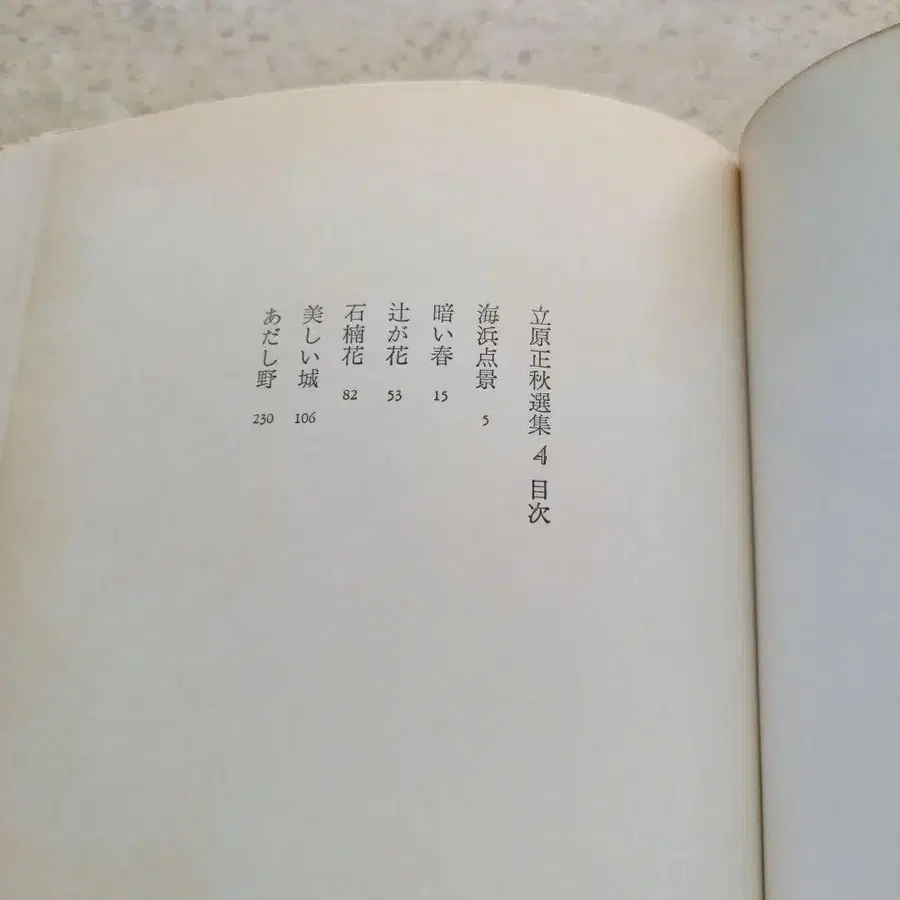 立原正秋選集 4 目次
海浜点景 5
暗い春 15
辻が花 53
石楠花 82
美しい城 106
あだし野 230